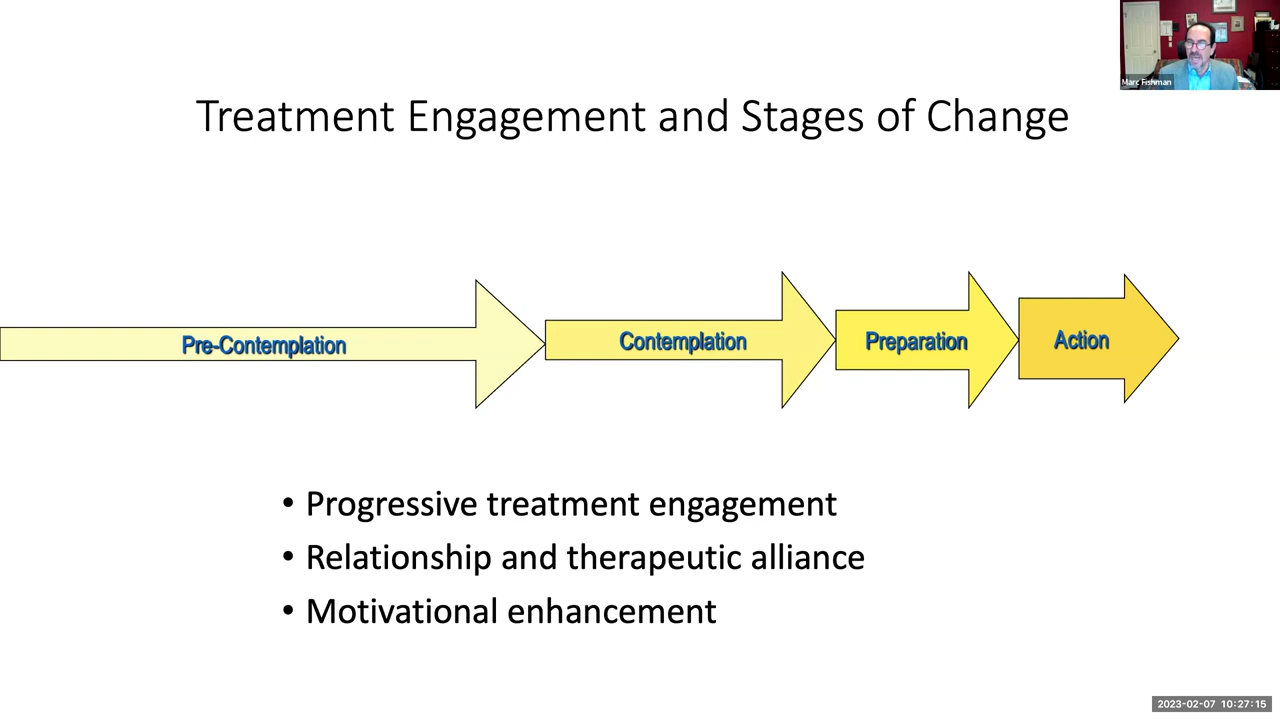 Marc Fishman
Treatment Engagement and Stages of Change
Pre-Contemplation
Contemplation
Preparation
Action
• Progressive treatment engagement
• Relationship and therapeutic alliance
• Motivational enhancement
2023-02-07 10:27:15